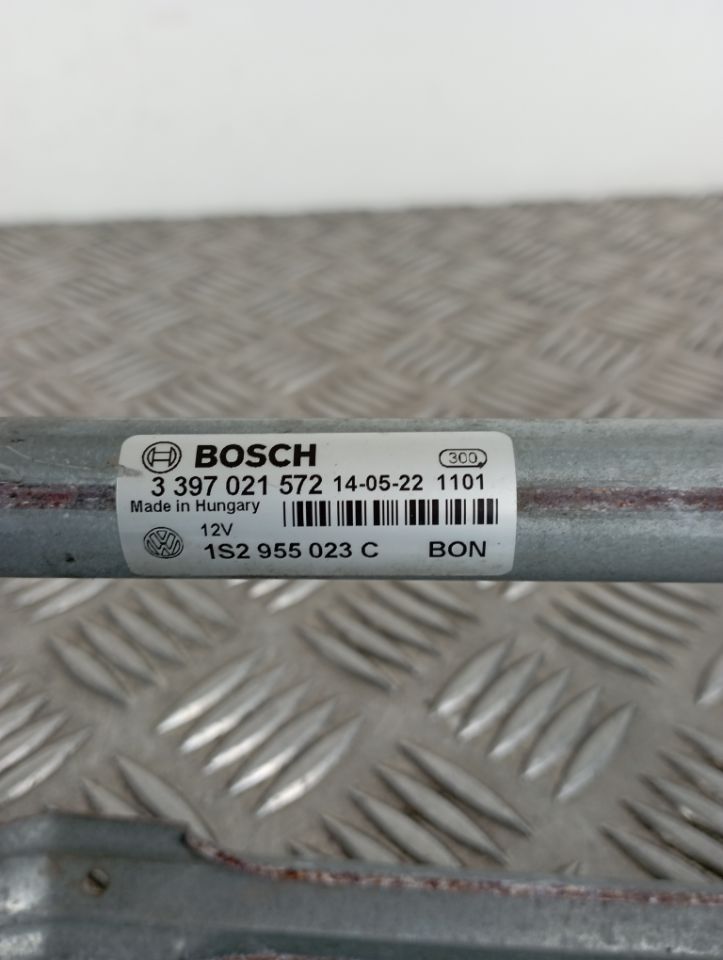 BOSCH 300
3 397 021 572 14-05-22 1101
Made in Hungary
12V
1S2 955 023 C BON